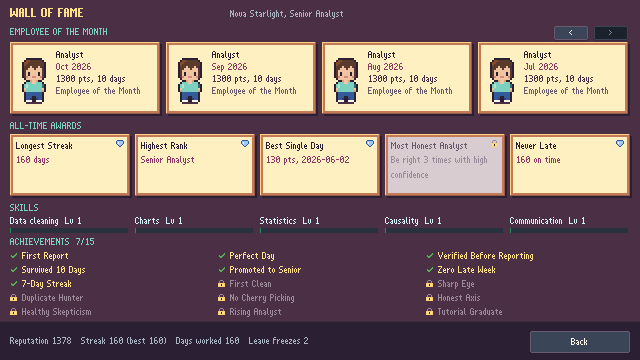 WALL OF FAME
Nova Starlight, Senior Analyst
EMPLOYEE OF THE MONTH
<
>
Analyst
Oct 2026
1300 pts, 10 days
Employee of the Month
Analyst
Sep 2026
1300 pts, 10 days
Employee of the Month
Analyst
Aug 2026
1300 pts, 10 days
Employee of the Month
Analyst
Jul 2026
1300 pts, 10 days
Employee of the Month
ALL-TIME AWARDS
Longest Streak
160 days
Highest Rank
Senior Analyst
Best Single Day
130 pts, 2026-06-02
Most Honest Analyst
Be right 3 times with high
confidence
Never Late
160 on time
SKILLS
Data cleaning Lv 1
Charts Lv 1
Statistics Lv 1
Causality Lv 1
Communication Lv 1
ACHIEVEMENTS 7/15
First Report
Perfect Day
Verified Before Reporting
Survived 10 Days
Promoted to Senior
Zero Late Week
7-Day Streak
First Clean
Sharp Eye
Duplicate Hunter
No Cherry Picking
Honest Axis
Healthy Skepticism
Rising Analyst
Tutorial Graduate
Reputation 1378 Streak 160 (best 160) Days worked 160 Leave freezes 2
Back